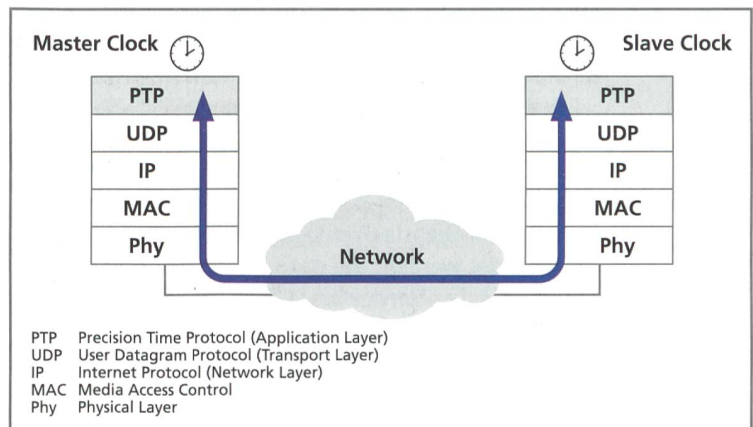 Master Clock
Slave Clock
PTP
UDP
IP
MAC
Phy
PTP
UDP
IP
MAC
Phy
Network
PTP Precision Time Protocol (Application Layer)
UDP User Datagram Protocol (Transport Layer)
IP Internet Protocol (Network Layer)
MAC Media Access Control
Phy Physical Layer